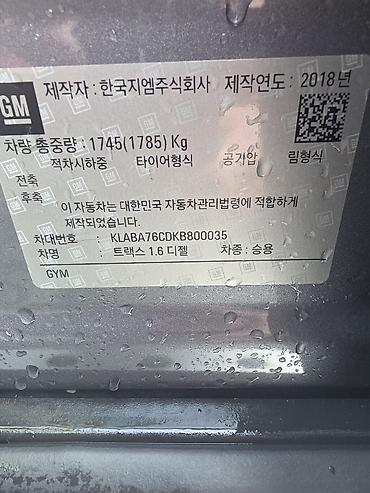 GM 제작자 : 한국지엠주식회사 제작연도 : 2018년
차량 총중량 : 1745(1785) Kg
적차시하중 타이어형식 공기압 림형식
전축
후축
이 자동차는 대한민국 자동차관리법령에 적합하게
제작되었습니다.
차대번호 : KLABA76CDKB800035
차명 : 트랙스 1.6 디젤 차종 : 승용
GYM